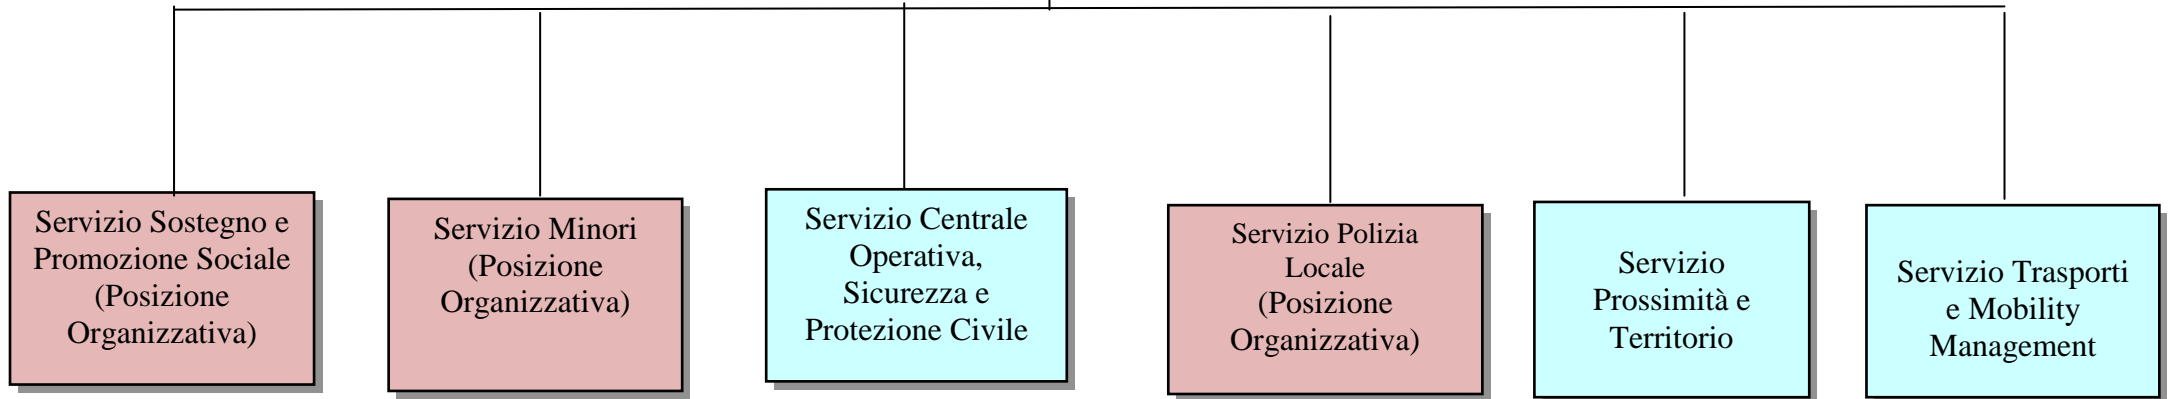 Servizio Sostegno e
Promozione Sociale
(Posizione
Organizzativa)
Servizio Minori
(Posizione
Organizzativa)
Servizio Centrale
Operativa,
Sicurezza e
Protezione Civile
Servizio Polizia
Locale
(Posizione
Organizzativa)
Servizio
Prossimità e
Territorio
Servizio Trasporti
e Mobility
Management